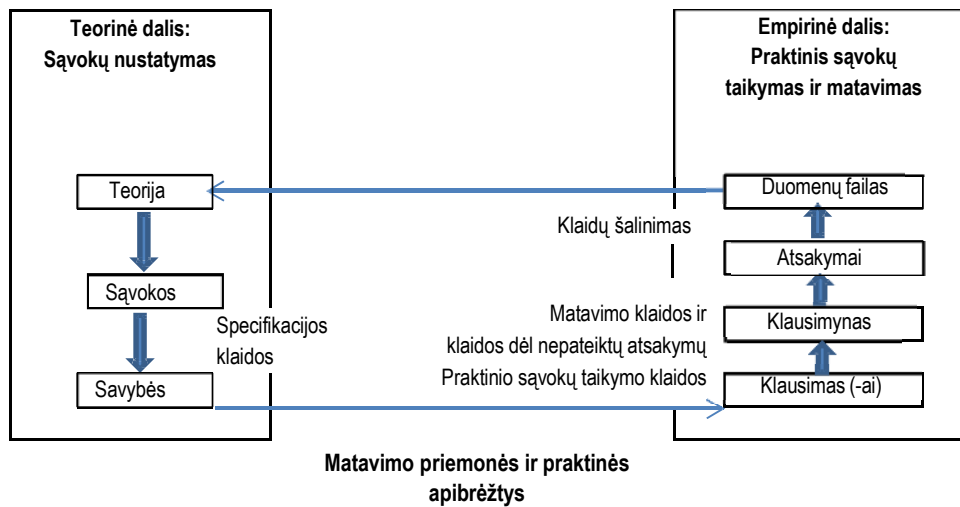 Teorinė dalis:
Sąvokų nustatymas
Teorija
Sąvokos
Specifikacijos
klaidos
Savybės
Empirinė dalis:
Praktinis sąvokų
taikymas ir matavimas
Duomenų failas
Klaidų šalinimas
Atsakymai
Matavimo klaidos ir
klaidos dėl nepateiktų atsakymų
Klausimynas
Praktinio sąvokų taikymo klaidos
Klausimas (-ai)
Matavimo priemonės ir praktinės
apibrėžtys